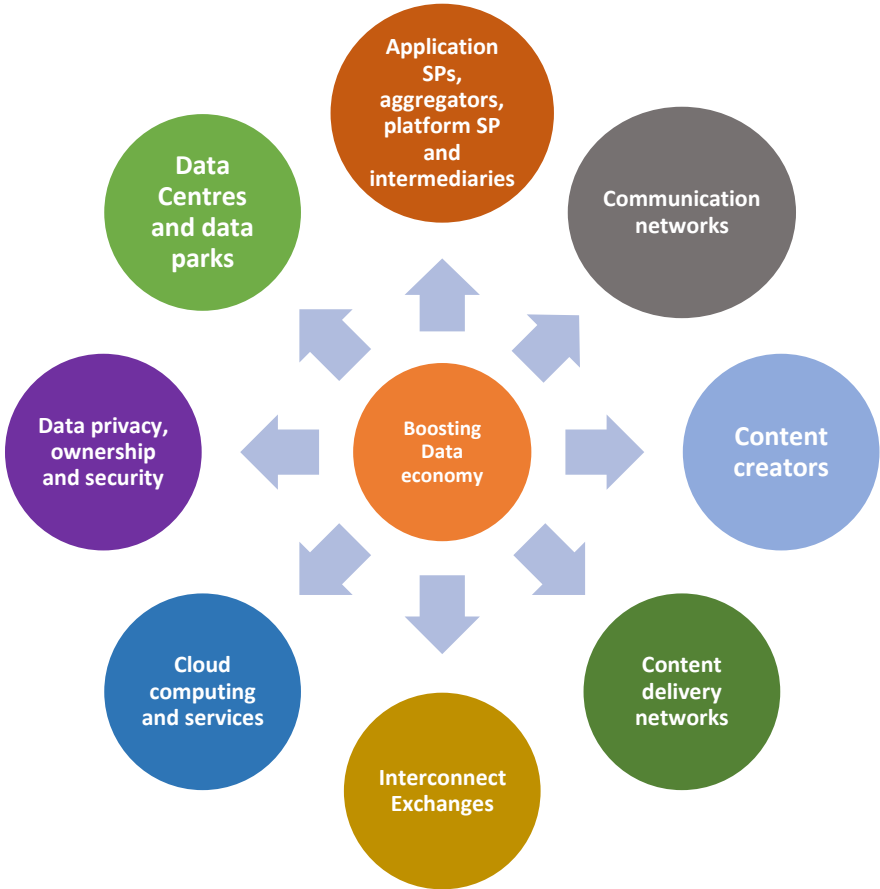 Application
SPs,
aggregators,
platform SP
and
intermediaries
Communication
networks
Content
creators
Content
delivery
networks
Interconnect
Exchanges
Cloud
computing
and services
Data privacy,
ownership
and security
Data
Centres
and data
parks
Boosting
Data
economy